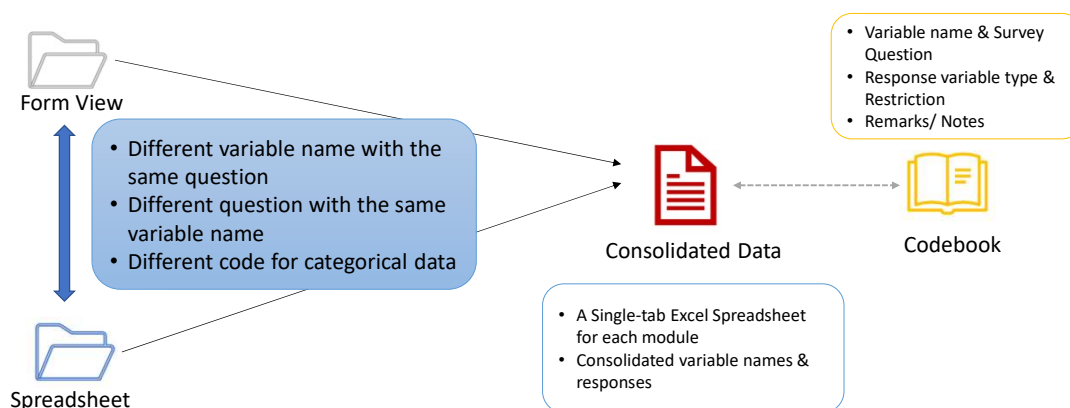 Form View
• Different variable name with the
same question
• Different question with the same
variable name
• Different code for categorical data
Spreadsheet
Consolidated Data
• A Single-tab Excel Spreadsheet
for each module
• Consolidated variable names &
responses
• Variable name & Survey
Question
• Response variable type &
Restriction
• Remarks/ Notes
Codebook